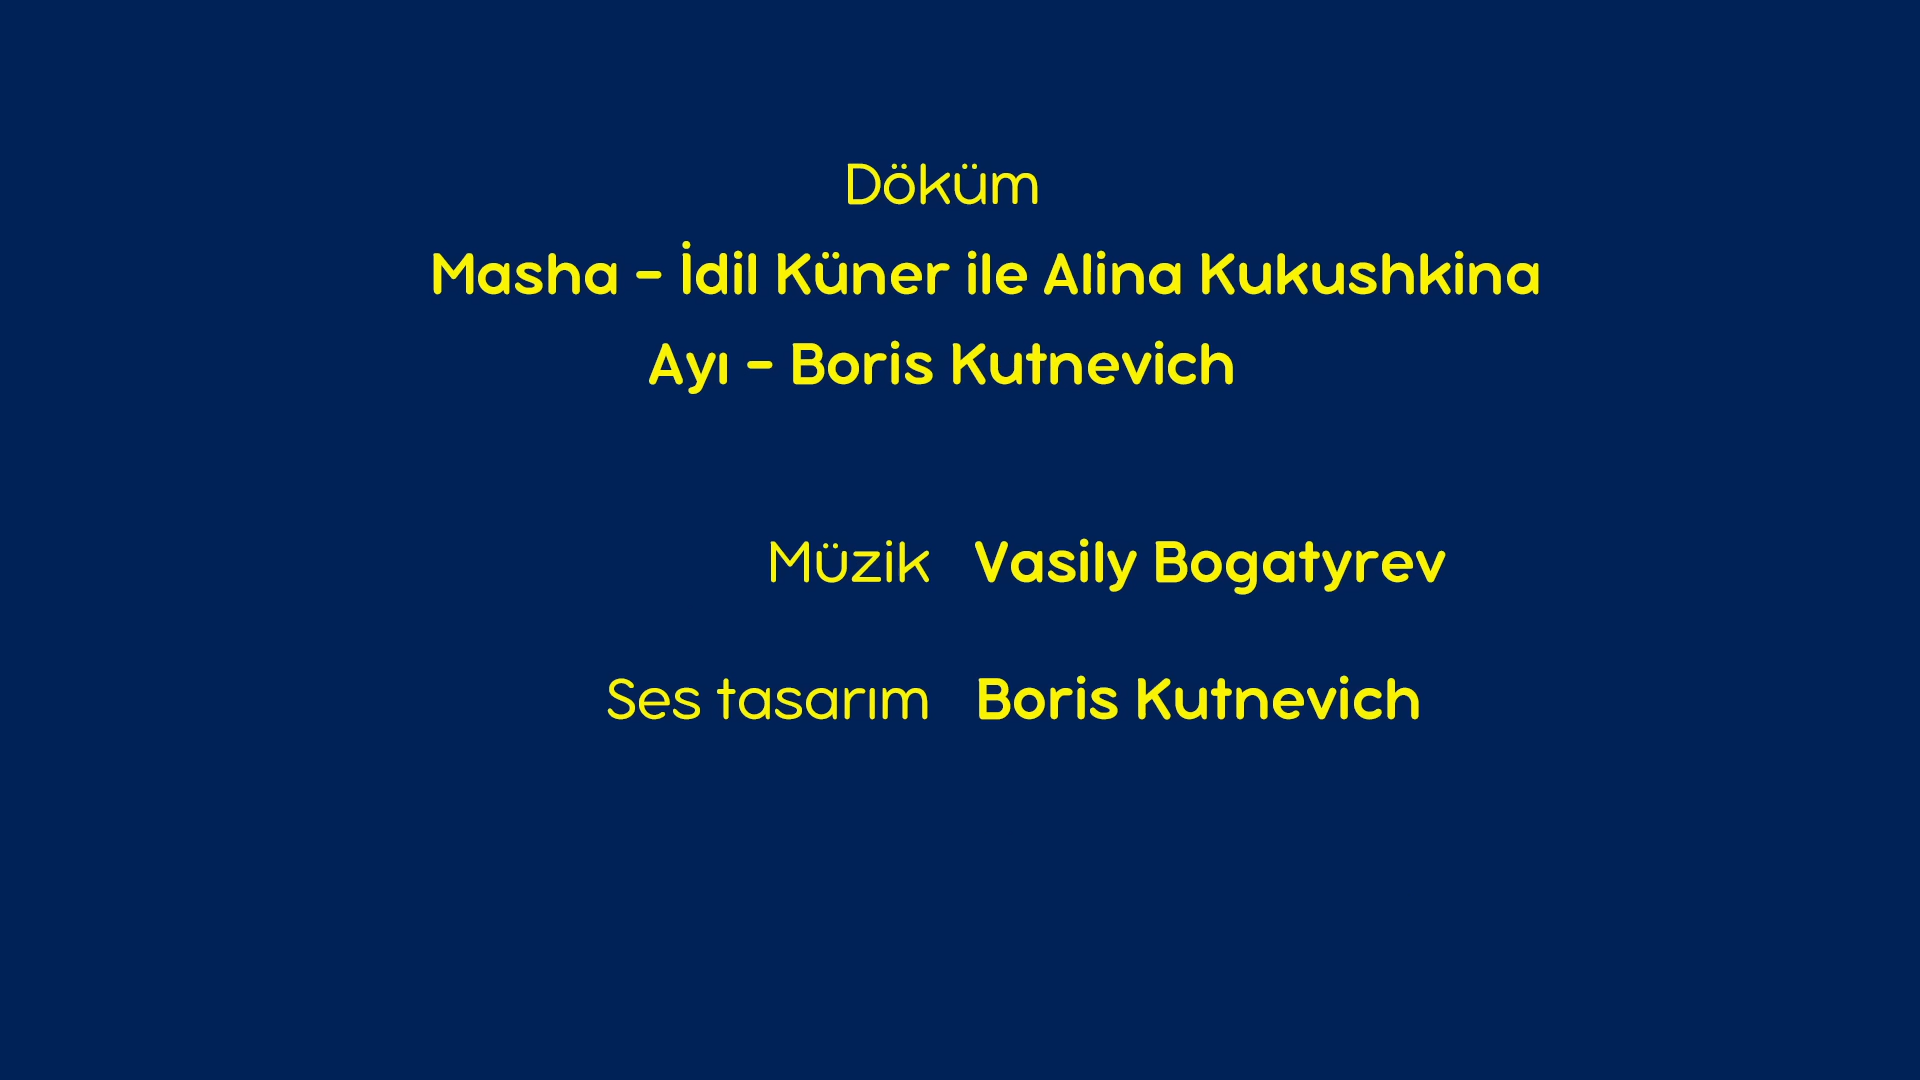 Döküm
Masha - İdil Küner ile Alina Kukushkina
Ayı - Boris Kutnevich
Müzik Vasily Bogatyrev
Ses tasarım Boris Kutnevich